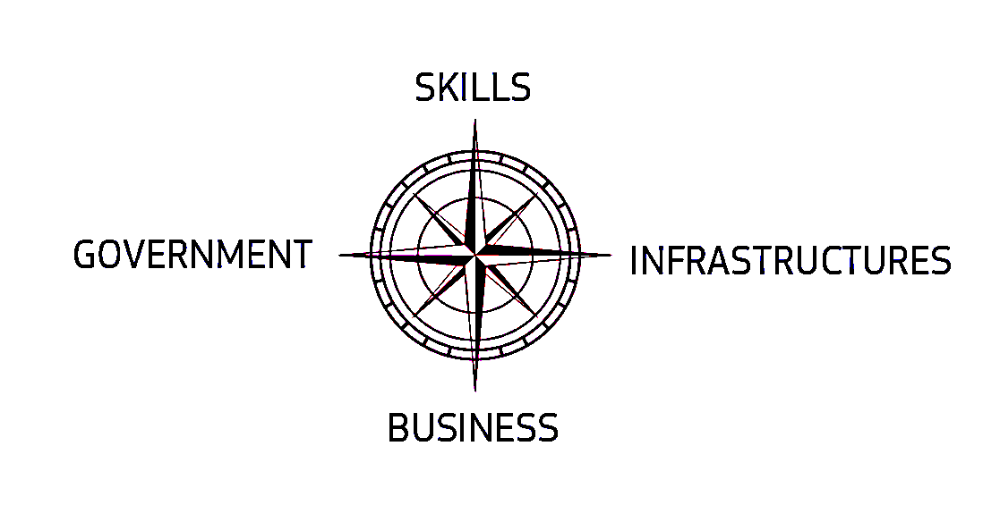 SKILLS
GOVERNMENT
INFRASTRUCTURES
BUSINESS